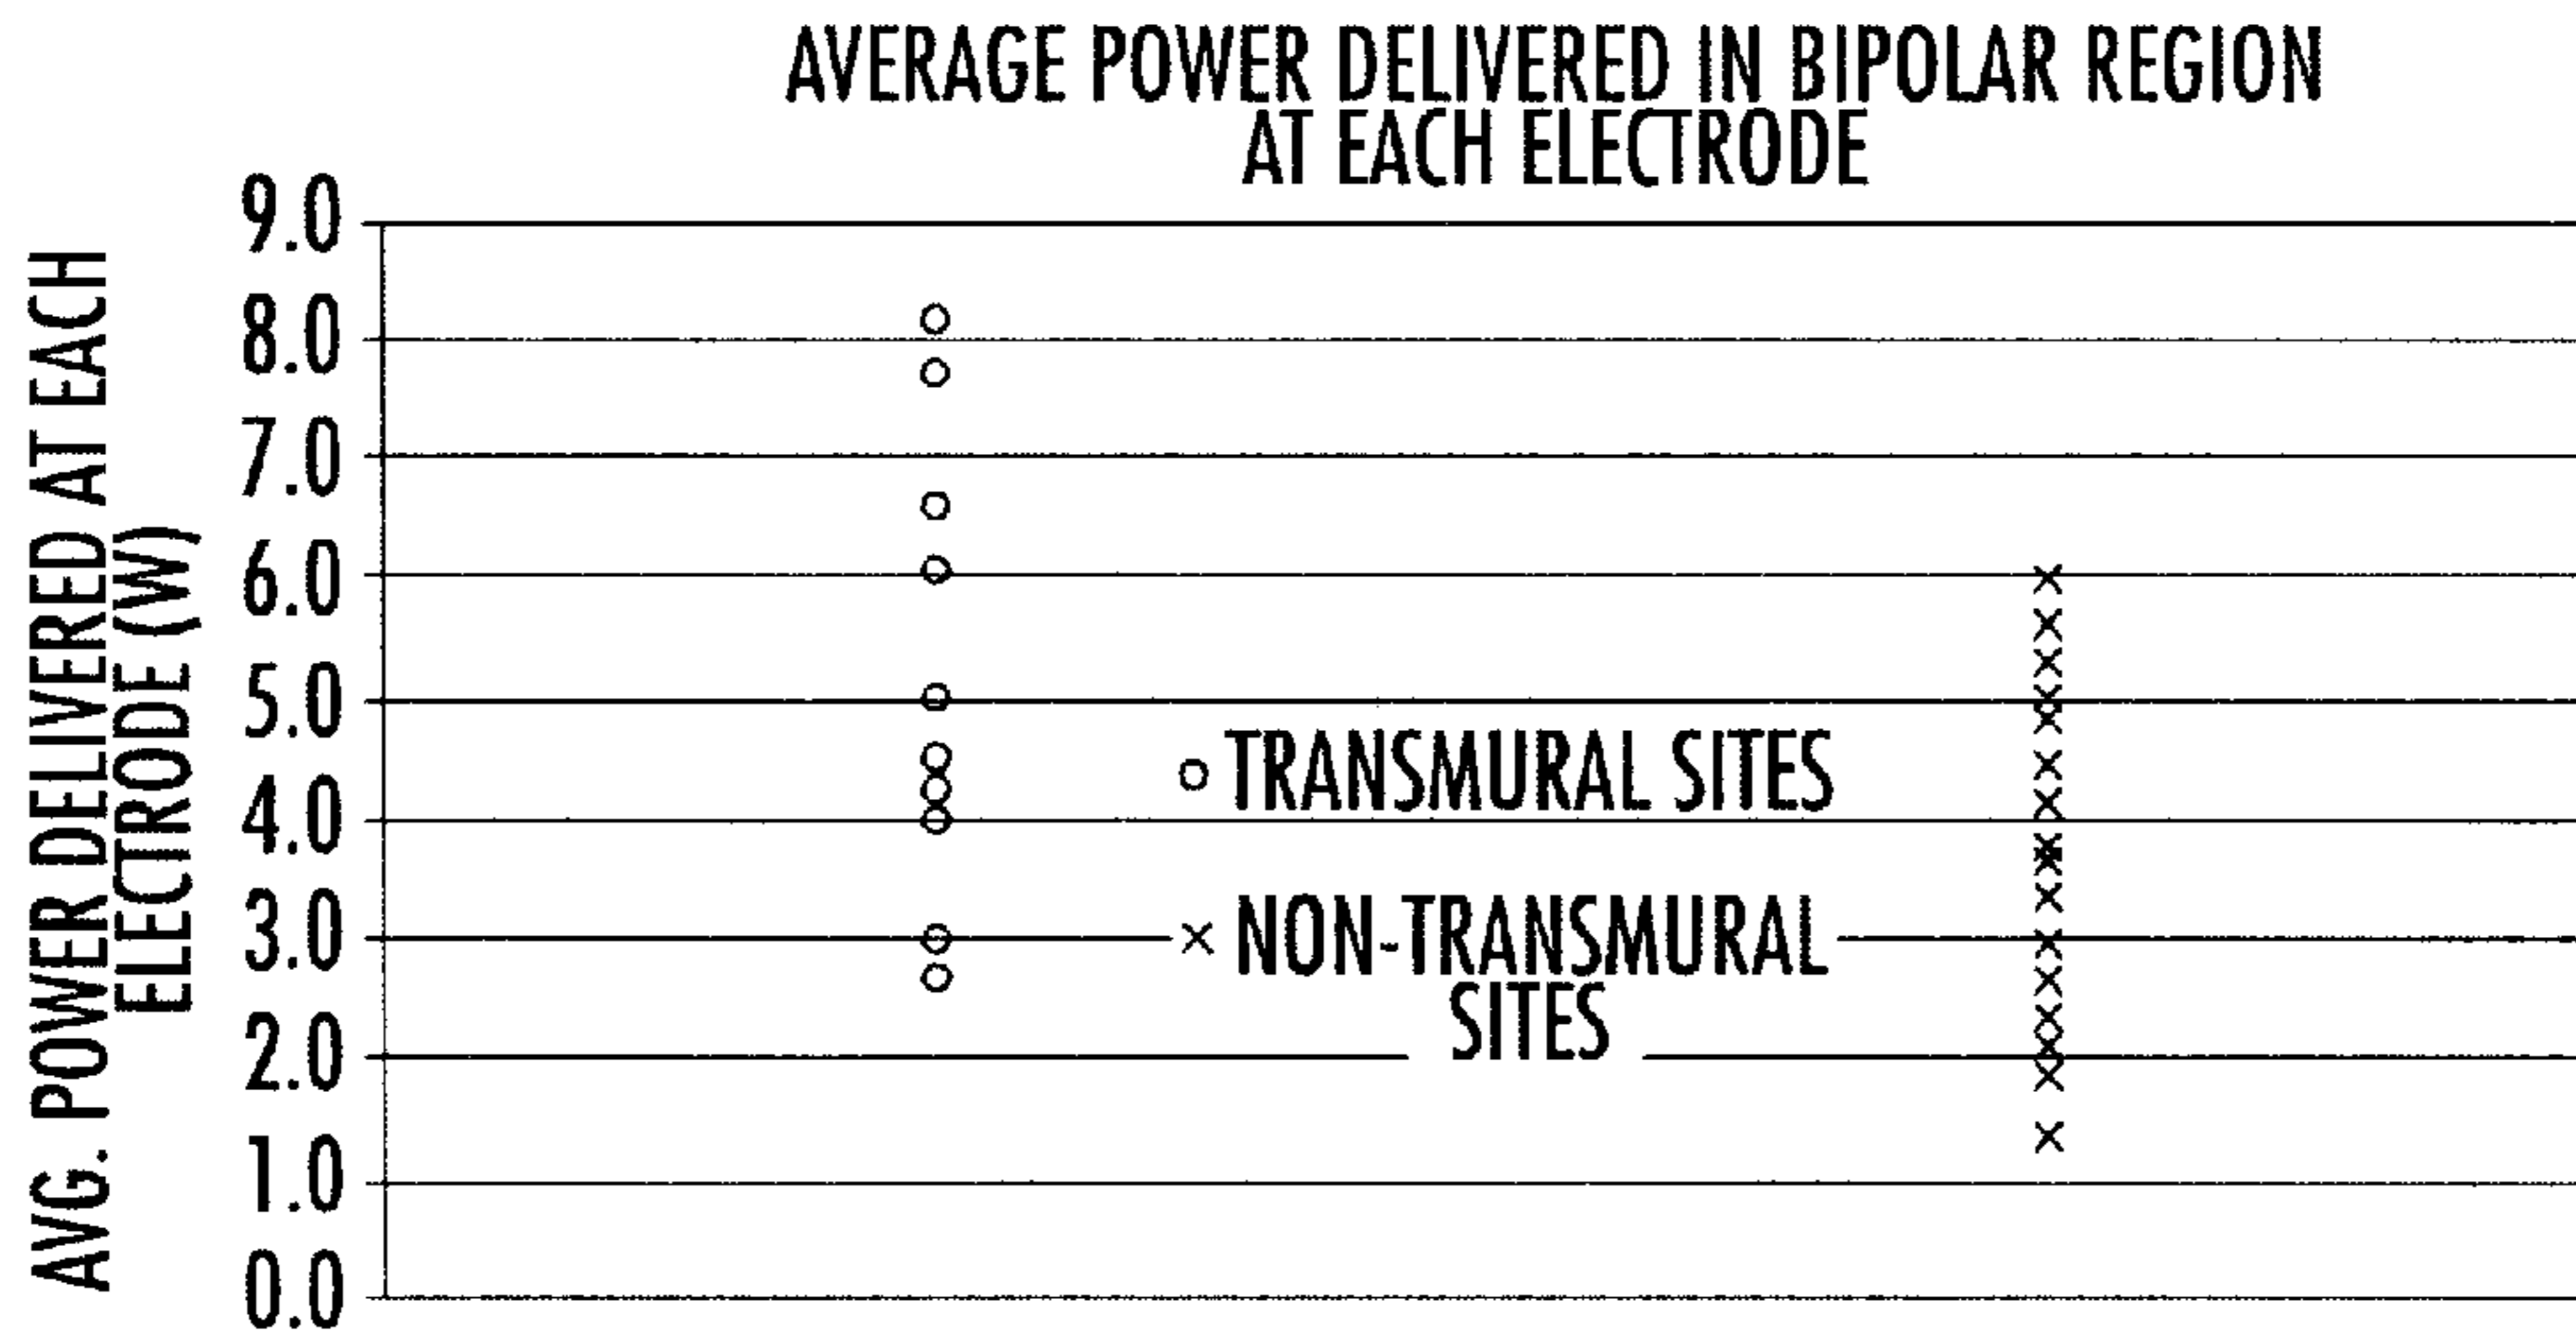 AVERAGE POWER DELIVERED IN BIPOLAR REGION
AT EACH ELECTRODE
AVG. POWER DELIVERED AT EACH
ELECTRODE (W)
9.0
8.0
7.0
6.0
5.0
4.0
3.0
2.0
1.0
0.0
TRANSMURAL SITES
NON-TRANSMURAL
SITES